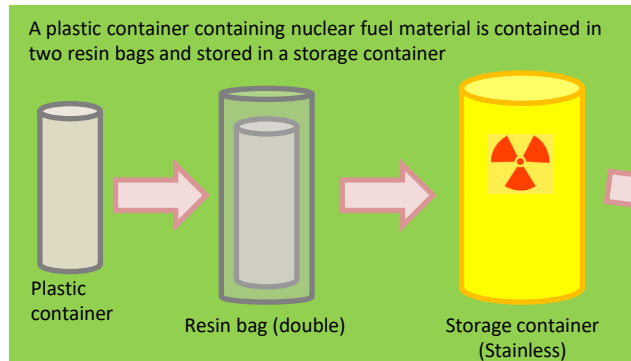 A plastic container containing nuclear fuel material is contained in
two resin bags and stored in a storage container
Plastic
container
Resin bag (double)
Storage container
(Stainless)